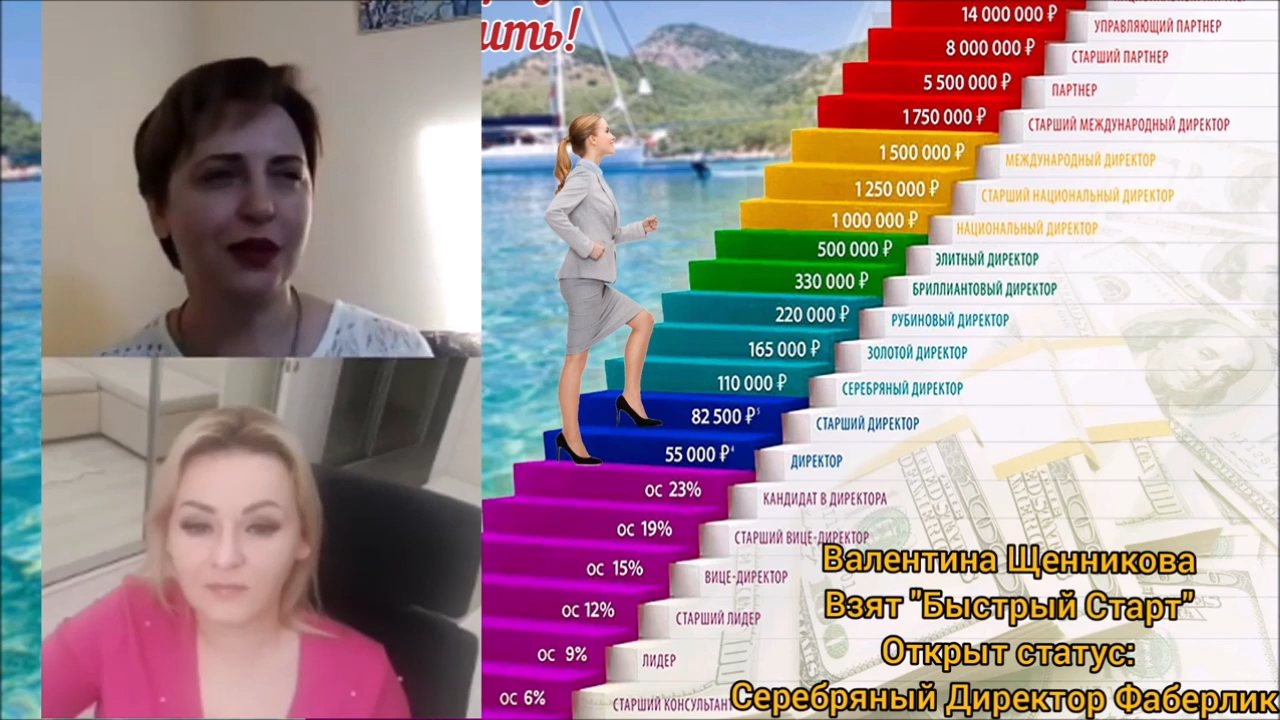 ить!
14 000 000 ₽
УПРАВЛЯЮЩИЙ ПАРТНЕР
8 000 000 ₽
СТАРШИЙ ПАРТНЕР
5 500 000 ₽
ПАРТНЕР
1 750 000 ₽
СТАРШИЙ МЕЖДУНАРОДНЫЙ ДИРЕКТОР
1 500 000 ₽
МЕЖДУНАРОДНЫЙ ДИРЕКТОР
1 250 000 ₽
СТАРШИЙ НАЦИОНАЛЬНЫЙ ДИРЕКТОР
1 000 000 ₽
НАЦИОНАЛЬНЫЙ ДИРЕКТОР
500 000 ₽
ЭЛИТНЫЙ ДИРЕКТОР
330 000 ₽
БРИЛЛИАНТОВЫЙ ДИРЕКТОР
220 000 ₽
РУБИНОВЫЙ ДИРЕКТОР
165 000 ₽
ЗОЛОТОЙ ДИРЕКТОР
110 000 ₽
СЕРЕБРЯНЫЙ ДИРЕКТОР
82 500 ₽⁵
СТАРШИЙ ДИРЕКТОР
55 000 ₽⁴
ДИРЕКТОР
ОС 23%
КАНДИДАТ В ДИРЕКТОРА
ОС 19%
СТАРШИЙ ВИЦЕ-ДИРЕКТОР
ОС 15%
ВИЦЕ-ДИРЕКТОР
ОС 12%
СТАРШИЙ ЛИДЕР
ОС 9%
ЛИДЕР
ОС 6%
СТАРШИЙ КОНСУЛЬТАНТ
Валентина Щенникова
Взят "Быстрый Старт"
Открыт статус:
Серебряный Директор Фаберлик